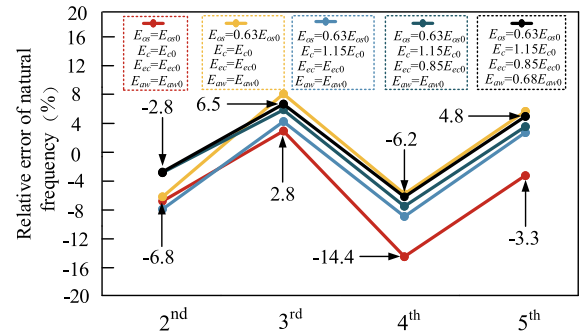 20
16
12
8
4
0
-4
-8
-12
-16
-20
Relative error of natural
frequency (%)
Eos=Eos0
Ec=Ec0
Eec=Eec0
Eaw=Eaw0
Eos=0.63Eos0
Ec=Ec0
Eec=Eec0
Eaw=Eaw0
Eos=0.63Eos0
Ec=1.15Ec0
Eec=Eec0
Eaw=Eaw0
Eos=0.63Eos0
Ec=1.15Ec0
Eec=0.85Eec0
Eaw=Eaw0
Eos=0.63Eos0
Ec=1.15Ec0
Eec=0.85Eec0
Eaw=0.68Eaw0
-2.8
6.5
-6.2
4.8
-6.8
2.8
-14.4
-3.3
2nd
3rd
4th
5th